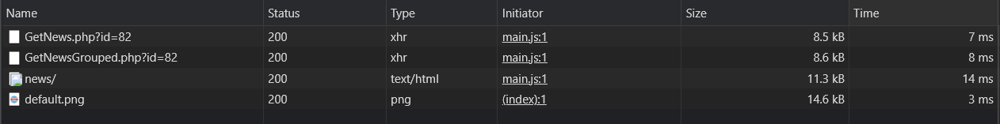 Name Status Type Initiator Size Time
GetNews.php?id=82 200 xhr main.js:1 8.5 kB 7 ms
GetNewsGrouped.php?id=82 200 xhr main.js:1 8.6 kB 8 ms
news/ 200 text/html main.js:1 11.3 kB 14 ms
default.png 200 png (index):1 14.6 kB 3 ms